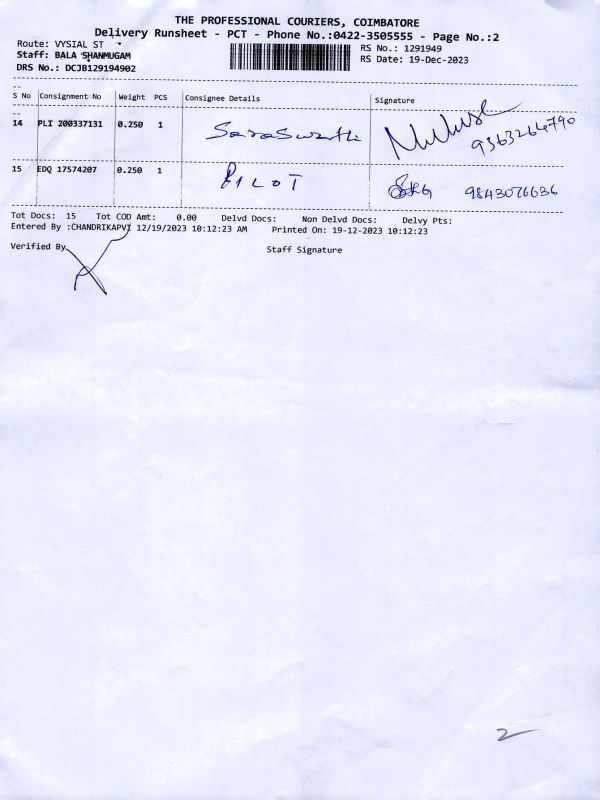 THE PROFESSIONAL COURIERS, COIMBATORE
Delivery Runsheet - PCT - Phone No.:0422-3505555 - Page No.:2
Route: VYSIAL ST
Staff: BALA SHANMUGAM
DRS No.: DCJB129194902
RS No.: 1291949
RS Date: 19-Dec-2023
S No Consignment No Weight PCS Consignee Details Signature
14 PLI 200337131 0.250 1 Saraswathi 9363264790
15 EDQ 17574207 0.250 1 PILOT 9843076636
Tot Docs: 15 Tot COD Amt: 0.00 Delvd Docs: Non Delvd Docs: Delvy Pts:
Entered By :CHANDRIKAPVI 12/19/2023 10:12:23 AM Printed On: 19-12-2023 10:12:23
Verified By Staff Signature
2